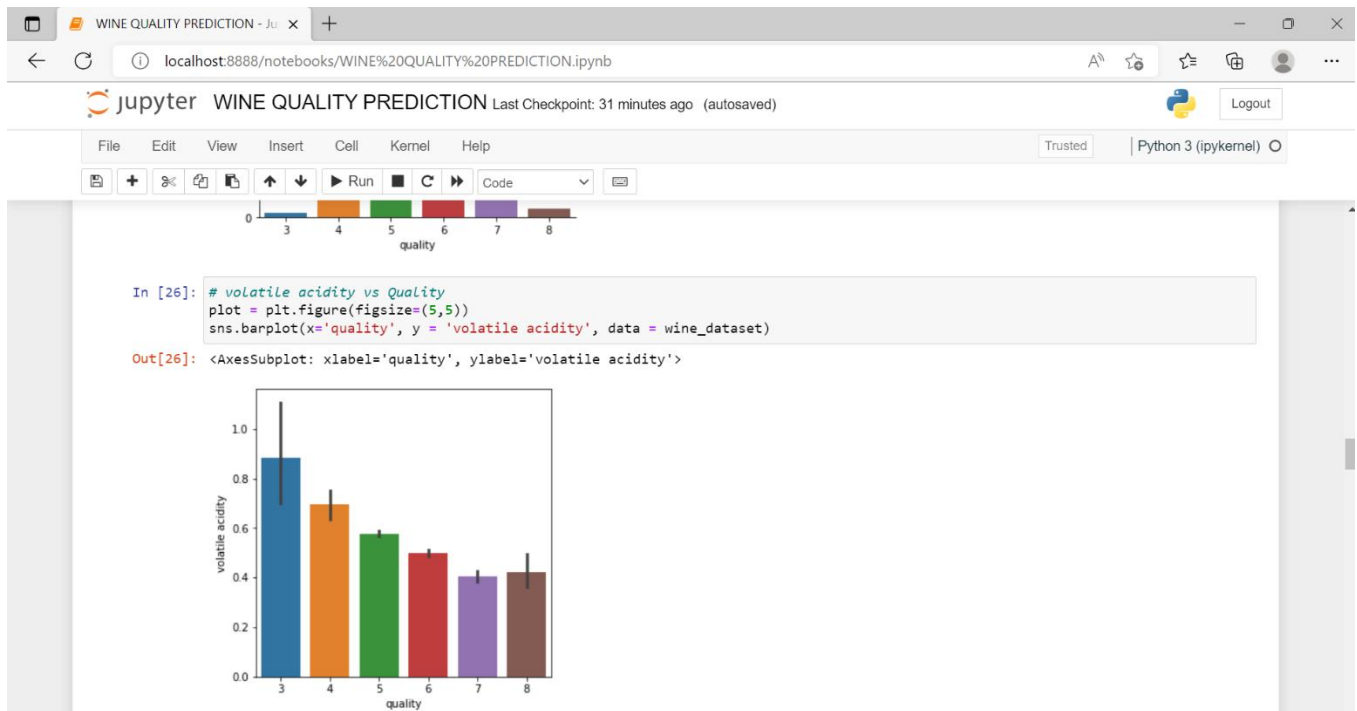 WINE QUALITY PREDICTION - Ju
localhost:8888/notebooks/WINE%20QUALITY%20PREDICTION.ipynb
jupyter WINE QUALITY PREDICTION Last Checkpoint: 31 minutes ago (autosaved)
Logout
File Edit View Insert Cell Kernel Help
Trusted Python 3 (ipykernel)
Run Code
0
3 4 5 6 7 8
quality
In [26]: # volatile acidity vs Quality
plot = plt.figure(figsize=(5,5))
sns.barplot(x='quality', y = 'volatile acidity', data = wine_dataset)
Out[26]: <AxesSubplot: xlabel='quality', ylabel='volatile acidity'>
1.0
0.8
0.6
0.4
0.2
0.0
volatile acidity
3 4 5 6 7 8
quality